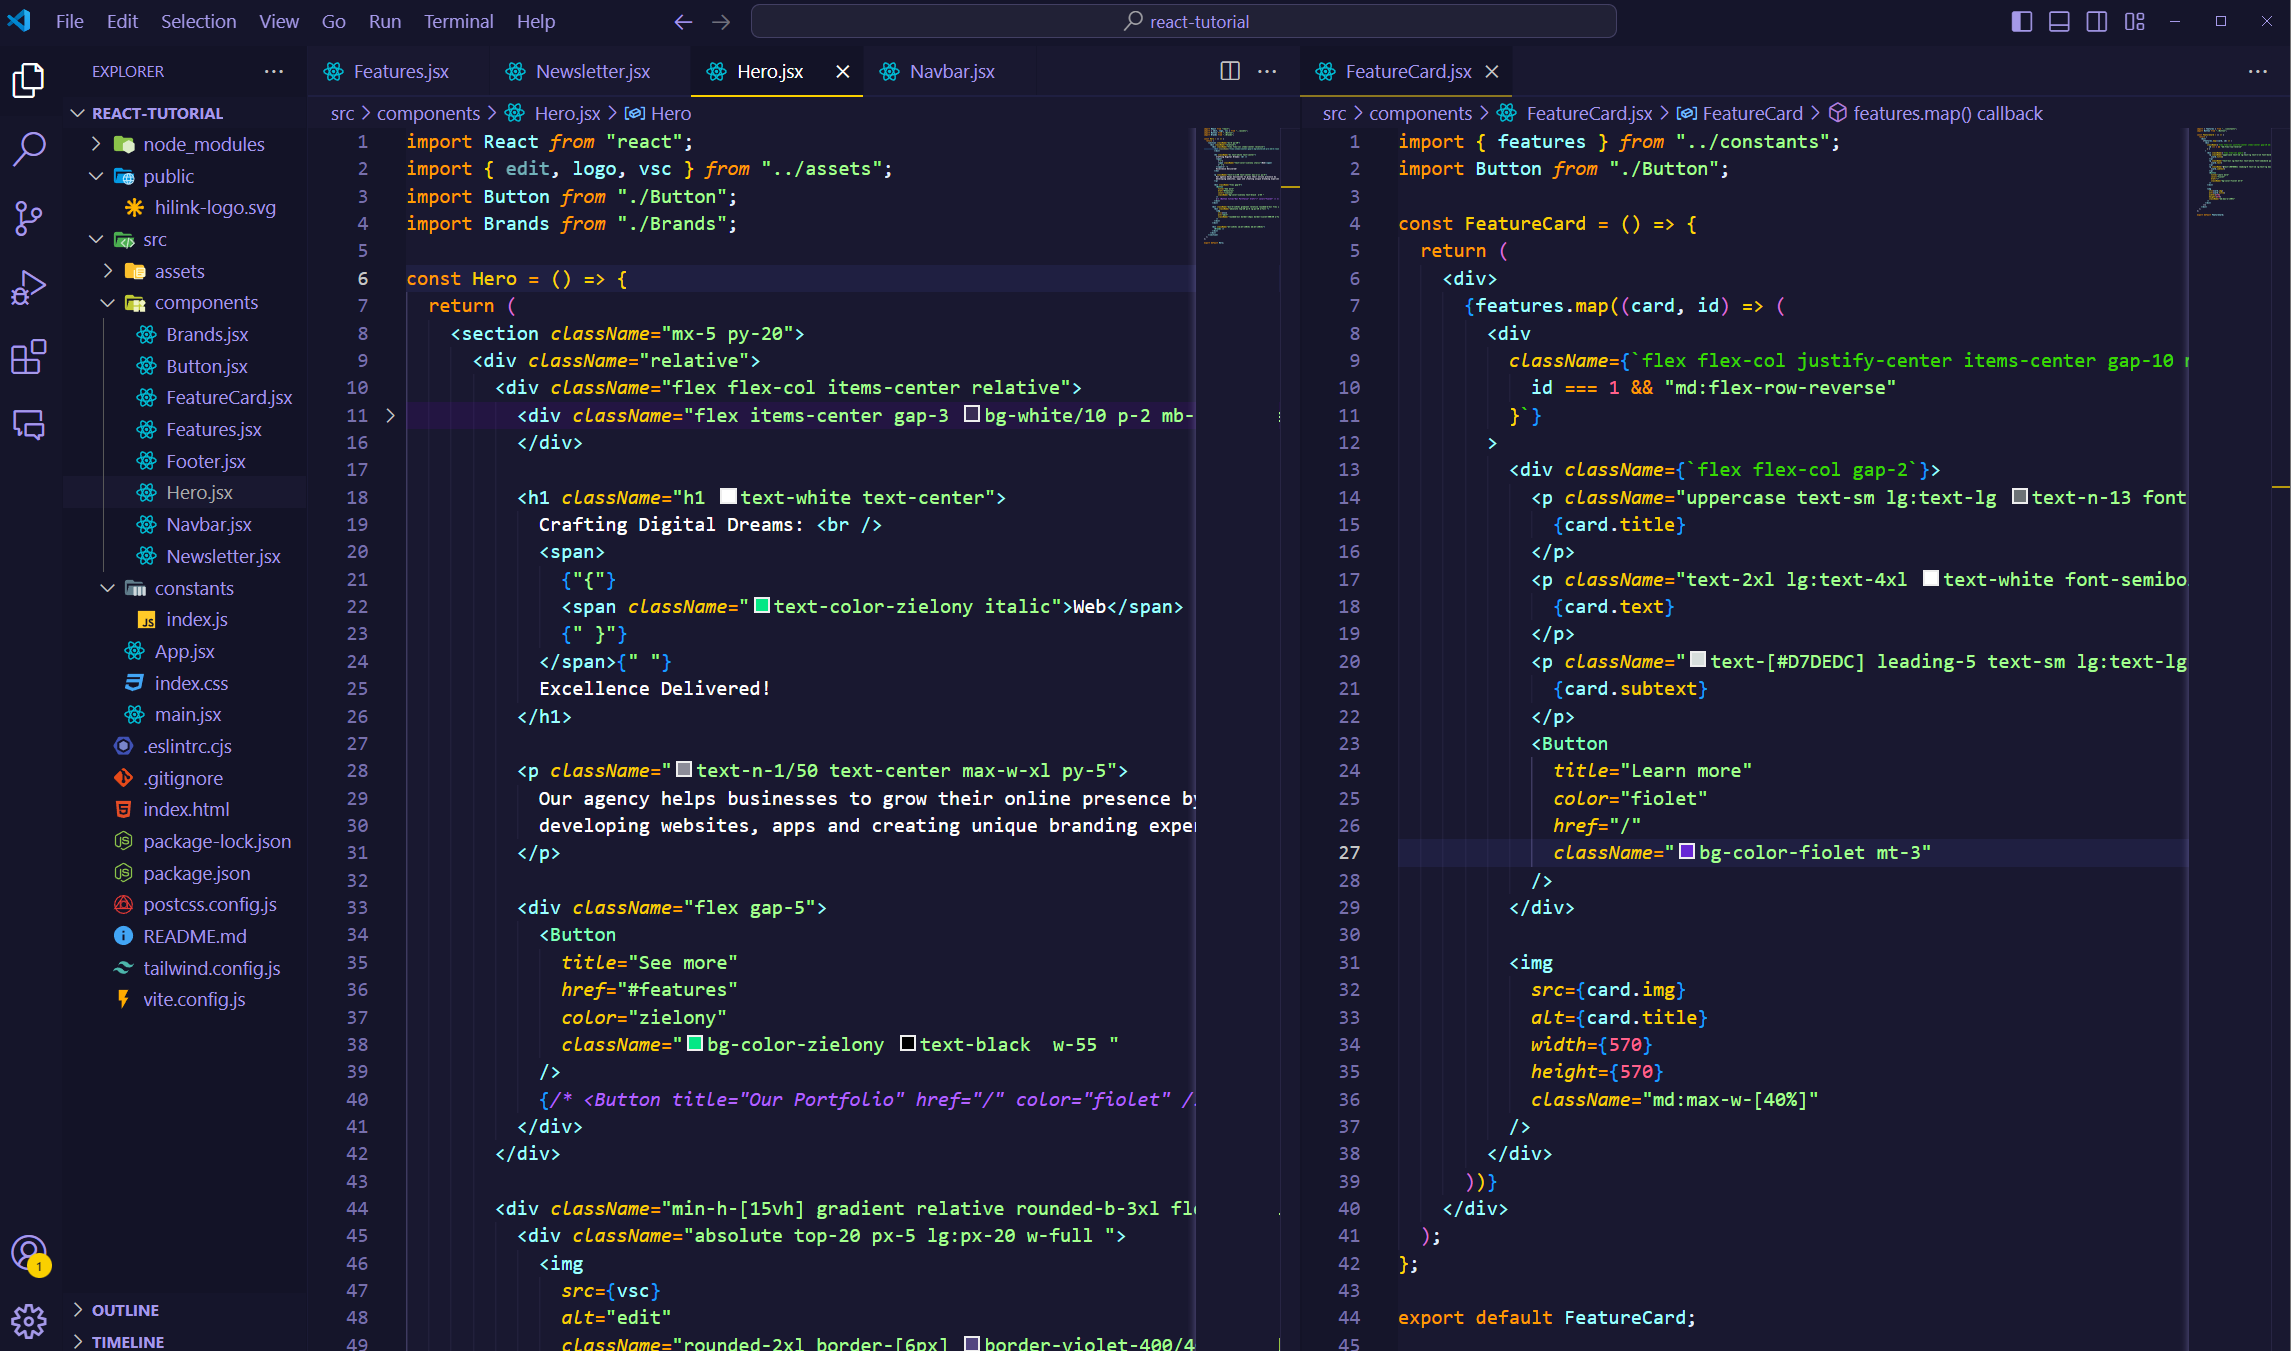 File Edit Selection View Go Run Terminal Help
react-tutorial
EXPLORER
REACT-TUTORIAL
node_modules
public
hilink-logo.svg
src
assets
components
Brands.jsx
Button.jsx
FeatureCard.jsx
Features.jsx
Footer.jsx
Hero.jsx
Navbar.jsx
Newsletter.jsx
constants
index.js
App.jsx
index.css
main.jsx
.eslintrc.cjs
.gitignore
index.html
package-lock.json
package.json
postcss.config.js
README.md
tailwind.config.js
vite.config.js
OUTLINE
TIMELINE
1
Features.jsx Newsletter.jsx Hero.jsx Navbar.jsx
src > components > Hero.jsx > Hero
1 import React from "react";
2 import { edit, logo, vsc } from "../assets";
3 import Button from "./Button";
4 import Brands from "./Brands";
5
6 const Hero = () => {
7 return (
8 <section className="mx-5 py-20">
9 <div className="relative">
10 <div className="flex flex-col items-center relative">
11 <div className="flex items-center gap-3 bg-white/10 p-2 mb-
16 </div>
17
18 <h1 className="h1 text-white text-center">
19 Crafting Digital Dreams: <br />
20 <span>
21 {"{"}
22 <span className="text-color-zielony italic">Web</span>
23 {" }"}
24 </span>{" "}
25 Excellence Delivered!
26 </h1>
27
28 <p className="text-n-1/50 text-center max-w-xl py-5">
29 Our agency helps businesses to grow their online presence by
30 developing websites, apps and creating unique branding expe
31 </p>
32
33 <div className="flex gap-5">
34 <Button
35 title="See more"
36 href="#features"
37 color="zielony"
38 className="bg-color-zielony text-black  w-55 "
39 />
40 {/* <Button title="Our Portfolio" href="/" color="fiolet" /
41 </div>
42 </div>
43
44 <div className="min-h-[15vh] gradient relative rounded-b-3xl fl
45 <div className="absolute top-20 px-5 lg:px-20 w-full ">
46 <img
47 src={vsc}
48 alt="edit"
49 className="rounded-2xl border-[6px] border-violet-400/4
FeatureCard.jsx
src > components > FeatureCard.jsx > FeatureCard > features.map() callback
1 import { features } from "../constants";
2 import Button from "./Button";
3
4 const FeatureCard = () => {
5 return (
6 <div>
7 {features.map((card, id) => (
8 <div
9 className={`flex flex-col justify-center items-center gap-10
10 id === 1 && "md:flex-row-reverse"
11 }`}
12 >
13 <div className={`flex flex-col gap-2`}>
14 <p className="uppercase text-sm lg:text-lg text-n-13 font
15 {card.title}
16 </p>
17 <p className="text-2xl lg:text-4xl text-white font-semibo
18 {card.text}
19 </p>
20 <p className="text-[#D7DEDC] leading-5 text-sm lg:text-lg
21 {card.subtext}
22 </p>
23 <Button
24 title="Learn more"
25 color="fiolet"
26 href="/"
27 className="bg-color-fiolet mt-3"
28 />
29 </div>
30
31 <img
32 src={card.img}
33 alt={card.title}
34 width={570}
35 height={570}
36 className="md:max-w-[40%]"
37 />
38 </div>
39 ))}
40 </div>
41 );
42 };
43
44 export default FeatureCard;
45